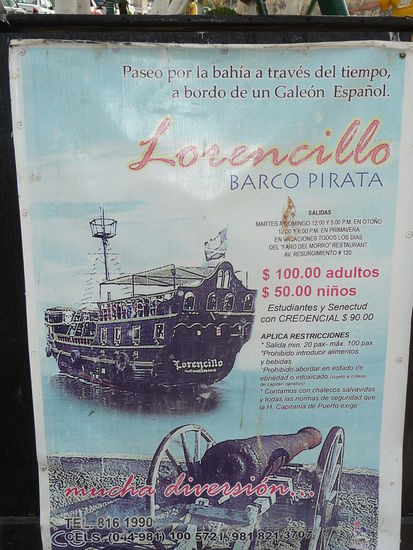 Paseo por la bahía a través del tiempo,
a bordo de un Galeón Español.
Lorencillo
BARCO PIRATA
SALIDAS
MARTES A DOMINGO 12:00 Y 5:00 P.M. EN OTOÑO
12:00 Y 6:00 P.M. EN PRIMAVERA
EN VACACIONES TODOS LOS DIAS
DEL "FARO DEL MORRO" RESTAURANT
AV. RESURGIMIENTO # 120
$ 100.00 adultos
$ 50.00 niños
Estudiantes y Senectud
con CREDENCIAL $ 90.00
APLICA RESTRICCIONES
* Salida min. 20 pax- máx. 100 pax
*Prohibido introducir alimentos
y bebidas.
*Prohibido abordar en estado de
ebriedad o intoxicado (sujeto a criterio
de capitán
* Contamos con chalecos salvavidas
y todas las normas de seguridad que
la H. Capitanía de Puerto exige.
Lorencillo
mucha diversión...
TEL. 816 1990
CELS. (044-981) 100 5721, 981 821 3707